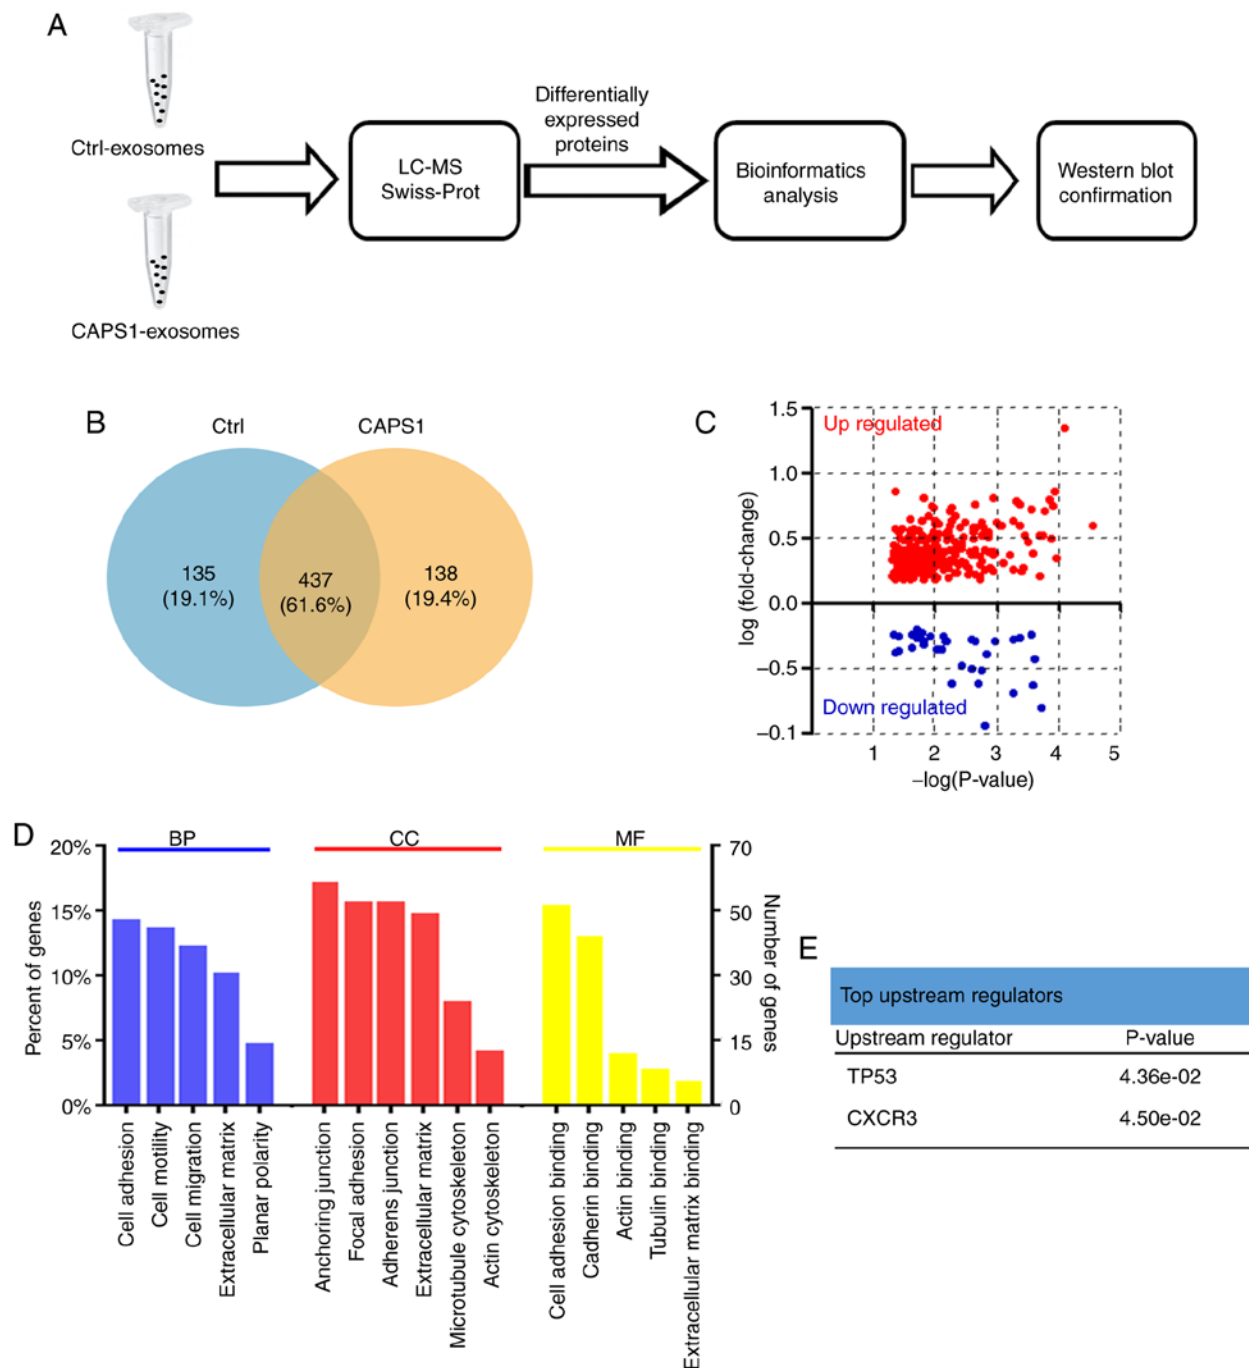 A
Ctrl-exosomes
CAPS1-exosomes
LC-MS
Swiss-Prot
Differentially
expressed
proteins
Bioinformatics
analysis
Western blot
confirmation
B
Ctrl
CAPS1
135
(19.1%)
437
(61.6%)
138
(19.4%)
C
Up regulated
Down regulated
log (fold-change)
1.5
1.0
0.5
0.0
−0.5
−0.1
1
2
3
4
5
−log(P-value)
D
BP
CC
MF
Percent of genes
20%
15%
10%
5%
0%
70
50
30
15
0
Number of genes
Cell adhesion
Cell motility
Cell migration
Extracellular matrix
Planar polarity
Anchoring junction
Focal adhesion
Adherens junction
Extracellular matrix
Microtubule cytoskeleton
Actin cytoskeleton
Cell adhesion binding
Cadherin binding
Actin binding
Tubulin binding
Extracellular matrix binding
E
Top upstream regulators
Upstream regulator P-value
TP53 4.36e-02
CXCR3 4.50e-02